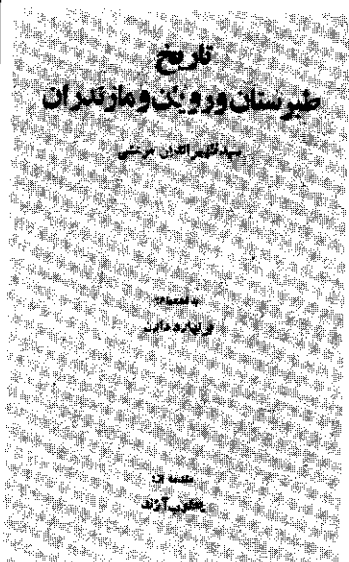 تاریخ
طبرستان و رویان و مازندران
سید ظهیرالدین مرعشی
به اهتمام
برنهارد دارن
مقدمه از:
یعقوب آژند